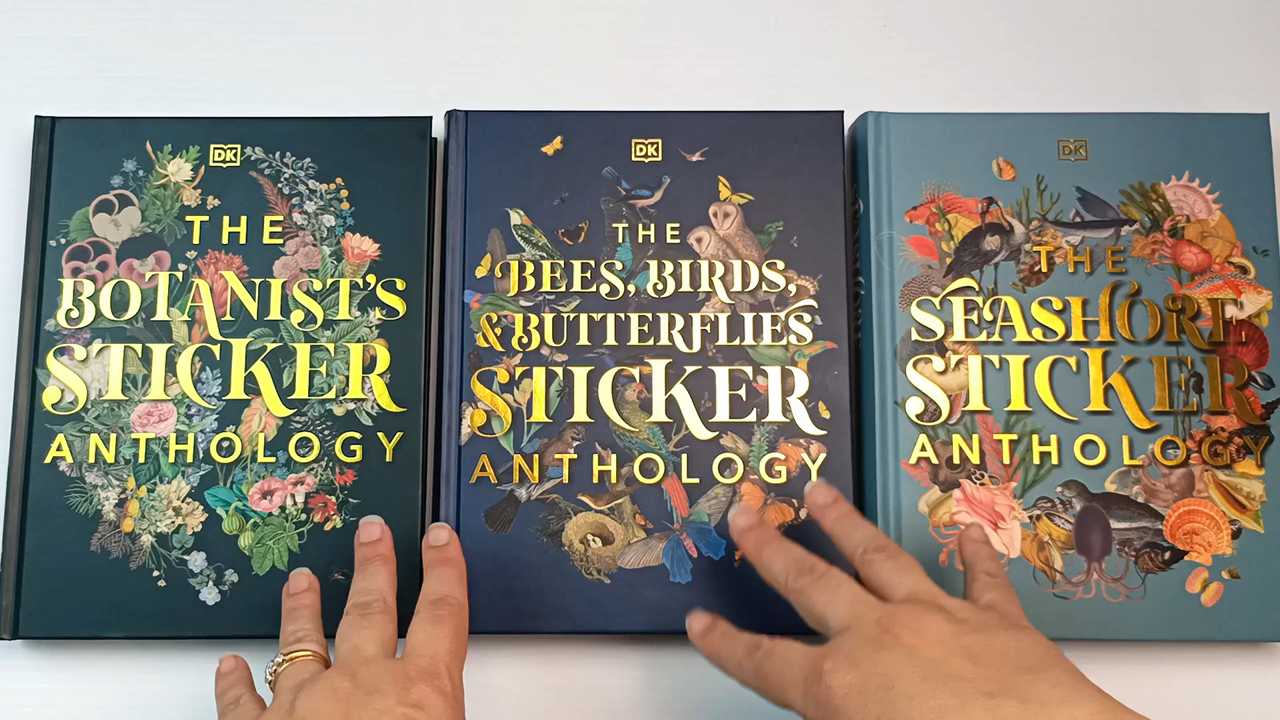 DK
THE
BOTANIST'S
STICKER
ANTHOLOGY
DK
THE
BEES, BIRDS,
& BUTTERFLIES
STICKER
ANTHOLOGY
DK
THE
SEASHORE
STICKER
ANTHOLOGY